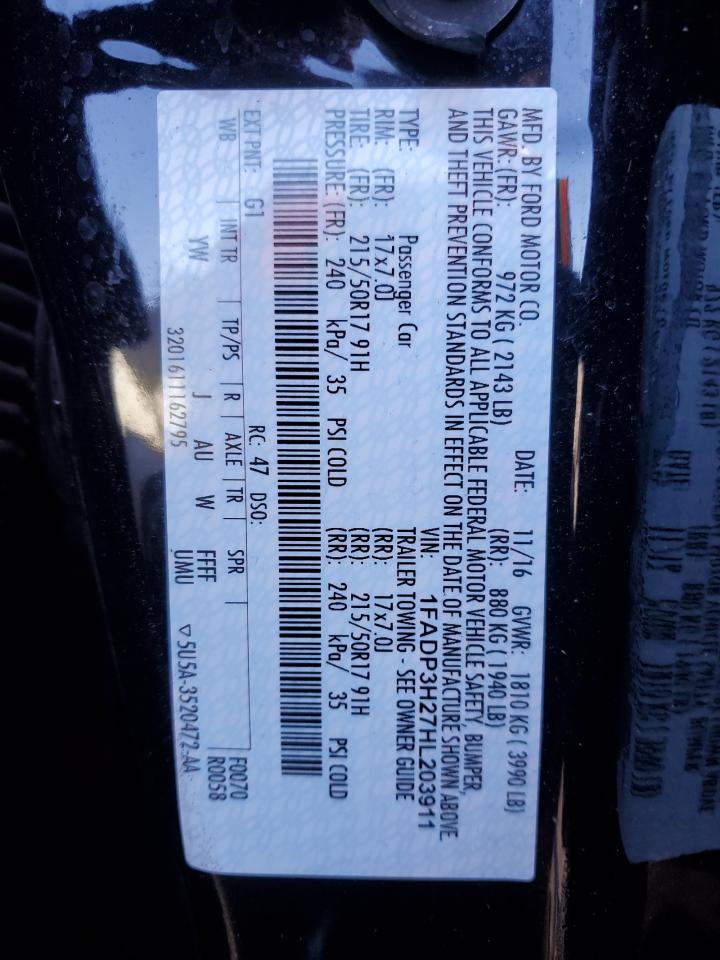 MFD. BY FORD MOTOR CO.
DATE: 11/16 GVWR: 1810 KG ( 3990 LB)
GAWR: (FR): 972 KG ( 2143 LB) (RR): 880 KG ( 1940 LB)
THIS VEHICLE CONFORMS TO ALL APPLICABLE FEDERAL MOTOR VEHICLE SAFETY, BUMPER,
AND THEFT PREVENTION STANDARDS IN EFFECT ON THE DATE OF MANUFACTURE SHOWN ABOVE.
VIN: 1FADP3H27HL203911
TYPE: Passenger Car TRAILER TOWING - SEE OWNER GUIDE
RIM: (FR): 17x7.0J (RR): 17x7.0J
TIRE: (FR): 215/50R17 91H (RR): 215/50R17 91H
PRESSURE: (FR): 240 kPa/ 35 PSI COLD (RR): 240 kPa/ 35 PSI COLD
EXT PNT: G1 RC: 47 DSO: F0070
WB INT TR TP/PS R AXLE TR SPR R0058
YW J AU W FFFF
3201611162795 UMU ▽5U5A-3520472-AA